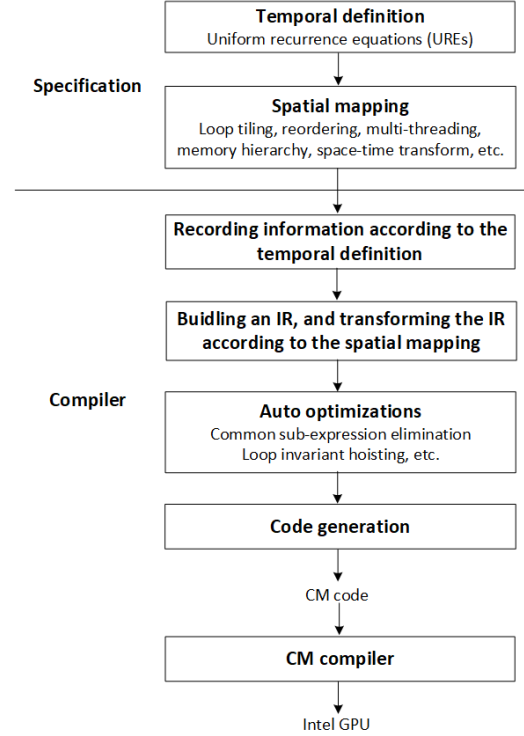 Temporal definition
Uniform recurrence equations (UREs)
Specification
Spatial mapping
Loop tiling, reordering, multi-threading,
memory hierarchy, space-time transform, etc.
Recording information according to the
temporal definition
Buidling an IR, and transforming the IR
according to the spatial mapping
Compiler
Auto optimizations
Common sub-expression elimination
Loop invariant hoisting, etc.
Code generation
CM code
CM compiler
Intel GPU